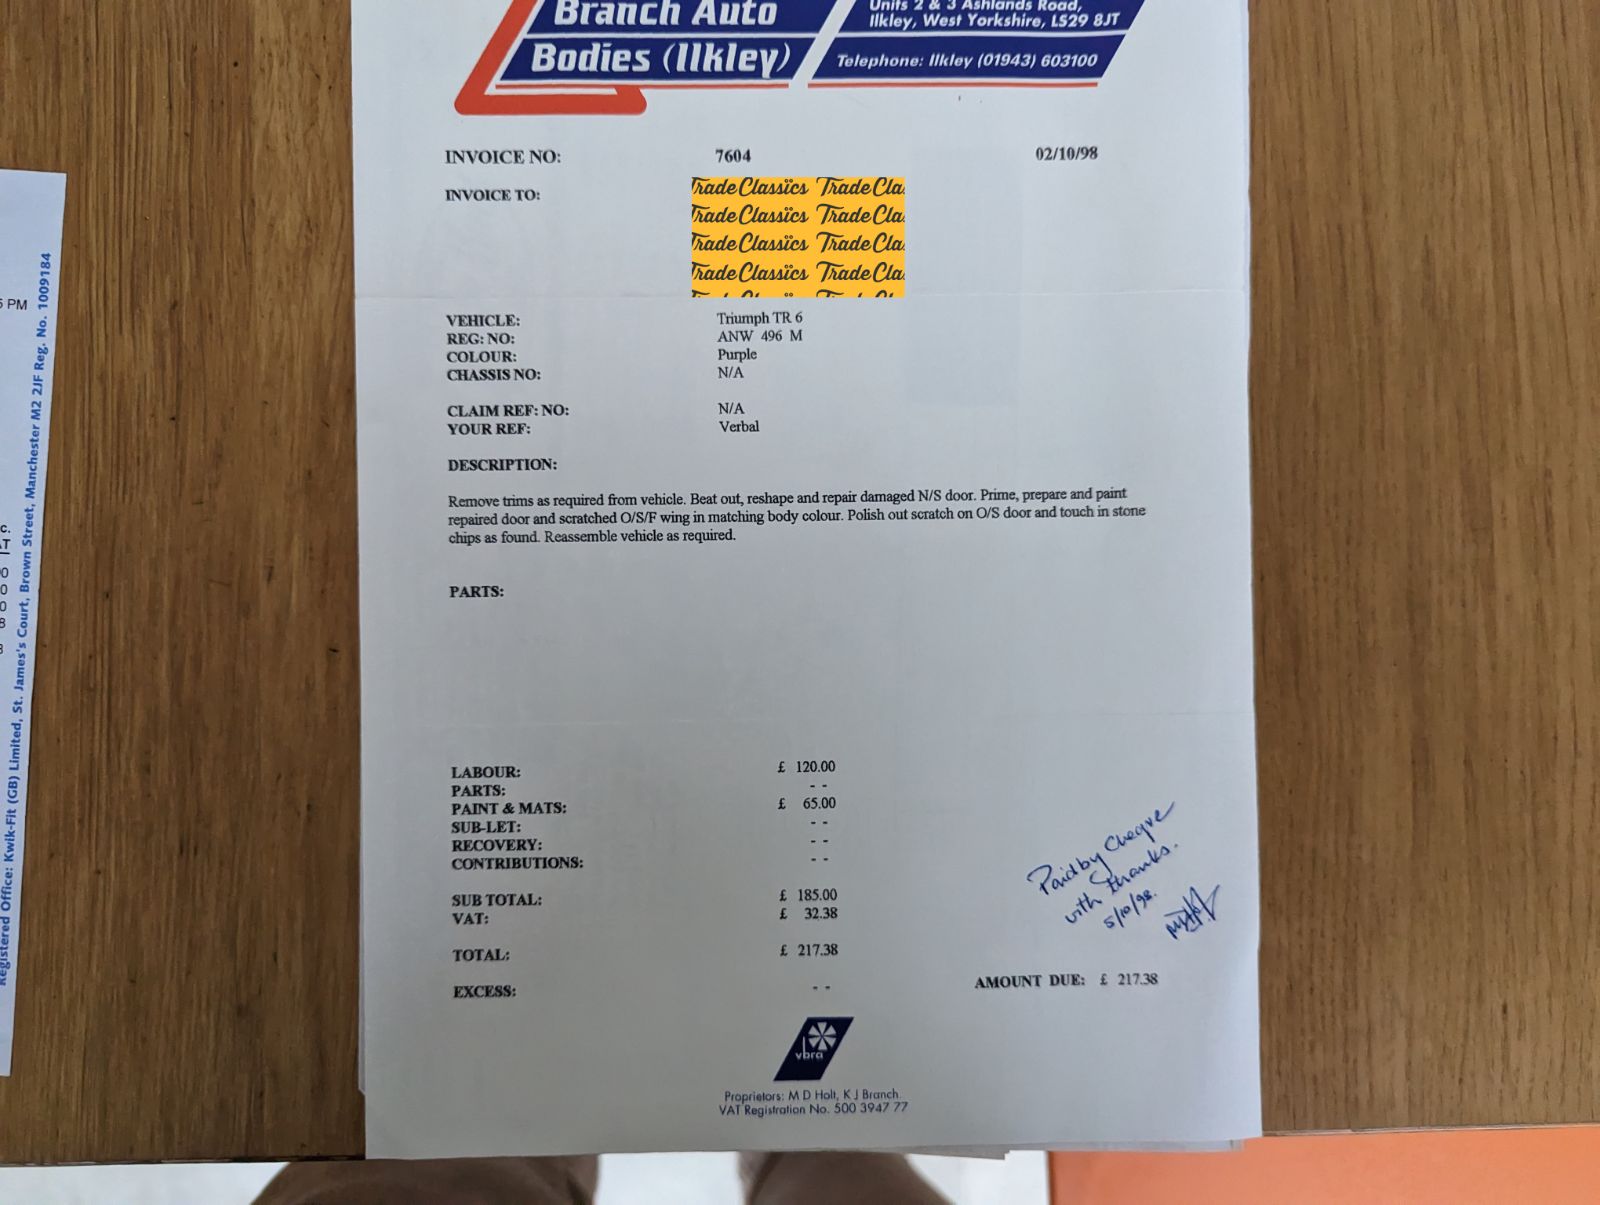 Branch Auto
Bodies (Ilkley)
Units 2 & 3 Ashlands Road,
Ilkley, West Yorkshire, LS29 8JT
Telephone: Ilkley (01943) 603100
INVOICE NO: 7604 02/10/98
INVOICE TO:
Trade Classics Trade Cla
Trade Classics Trade Cla
Trade Classics Trade Cla
Trade Classics Trade Cla
VEHICLE: Triumph TR 6
REG: NO: ANW 496 M
COLOUR: Purple
CHASSIS NO: N/A
CLAIM REF: NO: N/A
YOUR REF: Verbal
DESCRIPTION:
Remove trims as required from vehicle. Beat out, reshape and repair damaged N/S door. Prime, prepare and paint
repaired door and scratched O/S/F wing in matching body colour. Polish out scratch on O/S door and touch in stone
chips as found. Reassemble vehicle as required.
PARTS:
LABOUR: £ 120.00
PARTS: - -
PAINT & MATS: £ 65.00
SUB-LET: - -
RECOVERY: - -
CONTRIBUTIONS: - -
SUB TOTAL: £ 185.00
VAT: £ 32.38
TOTAL: £ 217.38
EXCESS: - -
Paid by Cheque
with thanks.
5/10/98.
AMOUNT DUE: £ 217.38
vbra
Proprietors: M D Holt, K J Branch
VAT Registration No. 500 3947 77
5 PM
c.
AT
0
0
0
8
8
Registered Office: Kwik-Fit (GB) Limited, St. James's Court, Brown Street, Manchester M2 2JF Reg. No. 1009184